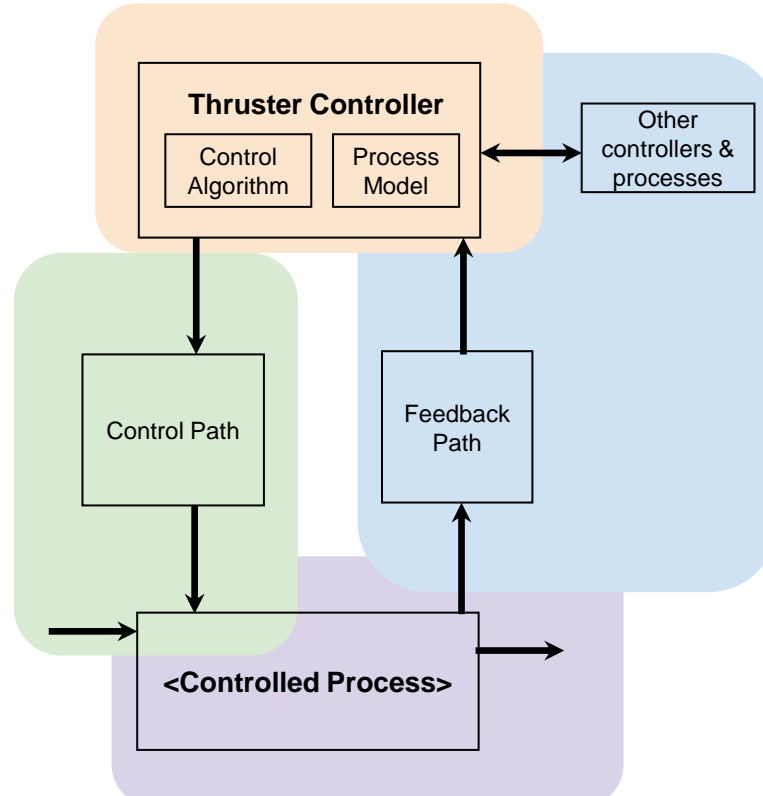 Thruster Controller
Control
Algorithm
Process
Model
Other
controllers &
processes
Control Path
Feedback
Path
<Controlled Process>